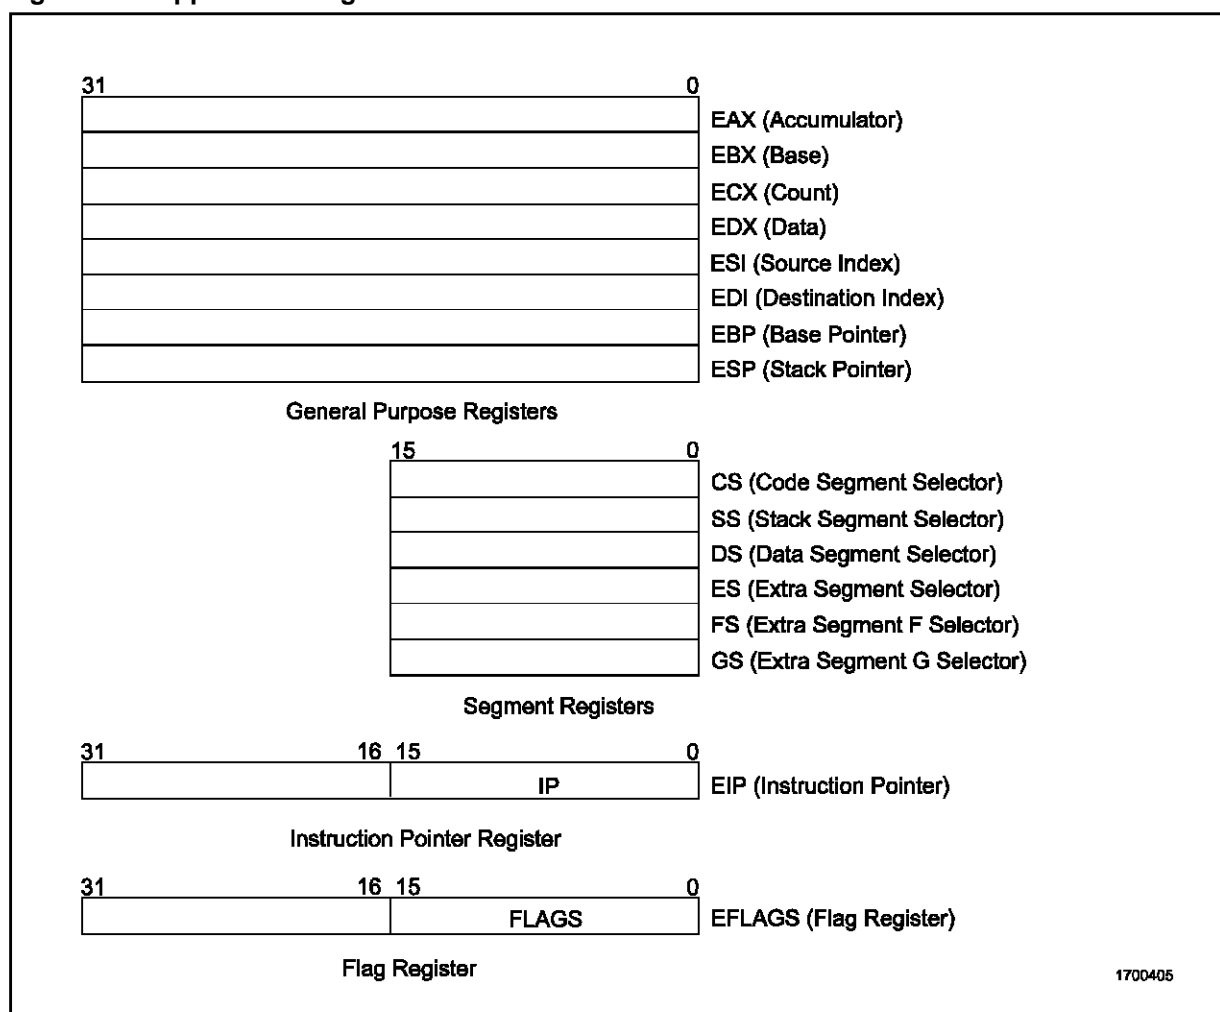 31 0
EAX (Accumulator)
EBX (Base)
ECX (Count)
EDX (Data)
ESI (Source Index)
EDI (Destination Index)
EBP (Base Pointer)
ESP (Stack Pointer)
General Purpose Registers
15 0
CS (Code Segment Selector)
SS (Stack Segment Selector)
DS (Data Segment Selector)
ES (Extra Segment Selector)
FS (Extra Segment F Selector)
GS (Extra Segment G Selector)
Segment Registers
31 16 15 0
IP EIP (Instruction Pointer)
Instruction Pointer Register
31 16 15 0
FLAGS EFLAGS (Flag Register)
Flag Register
1700405